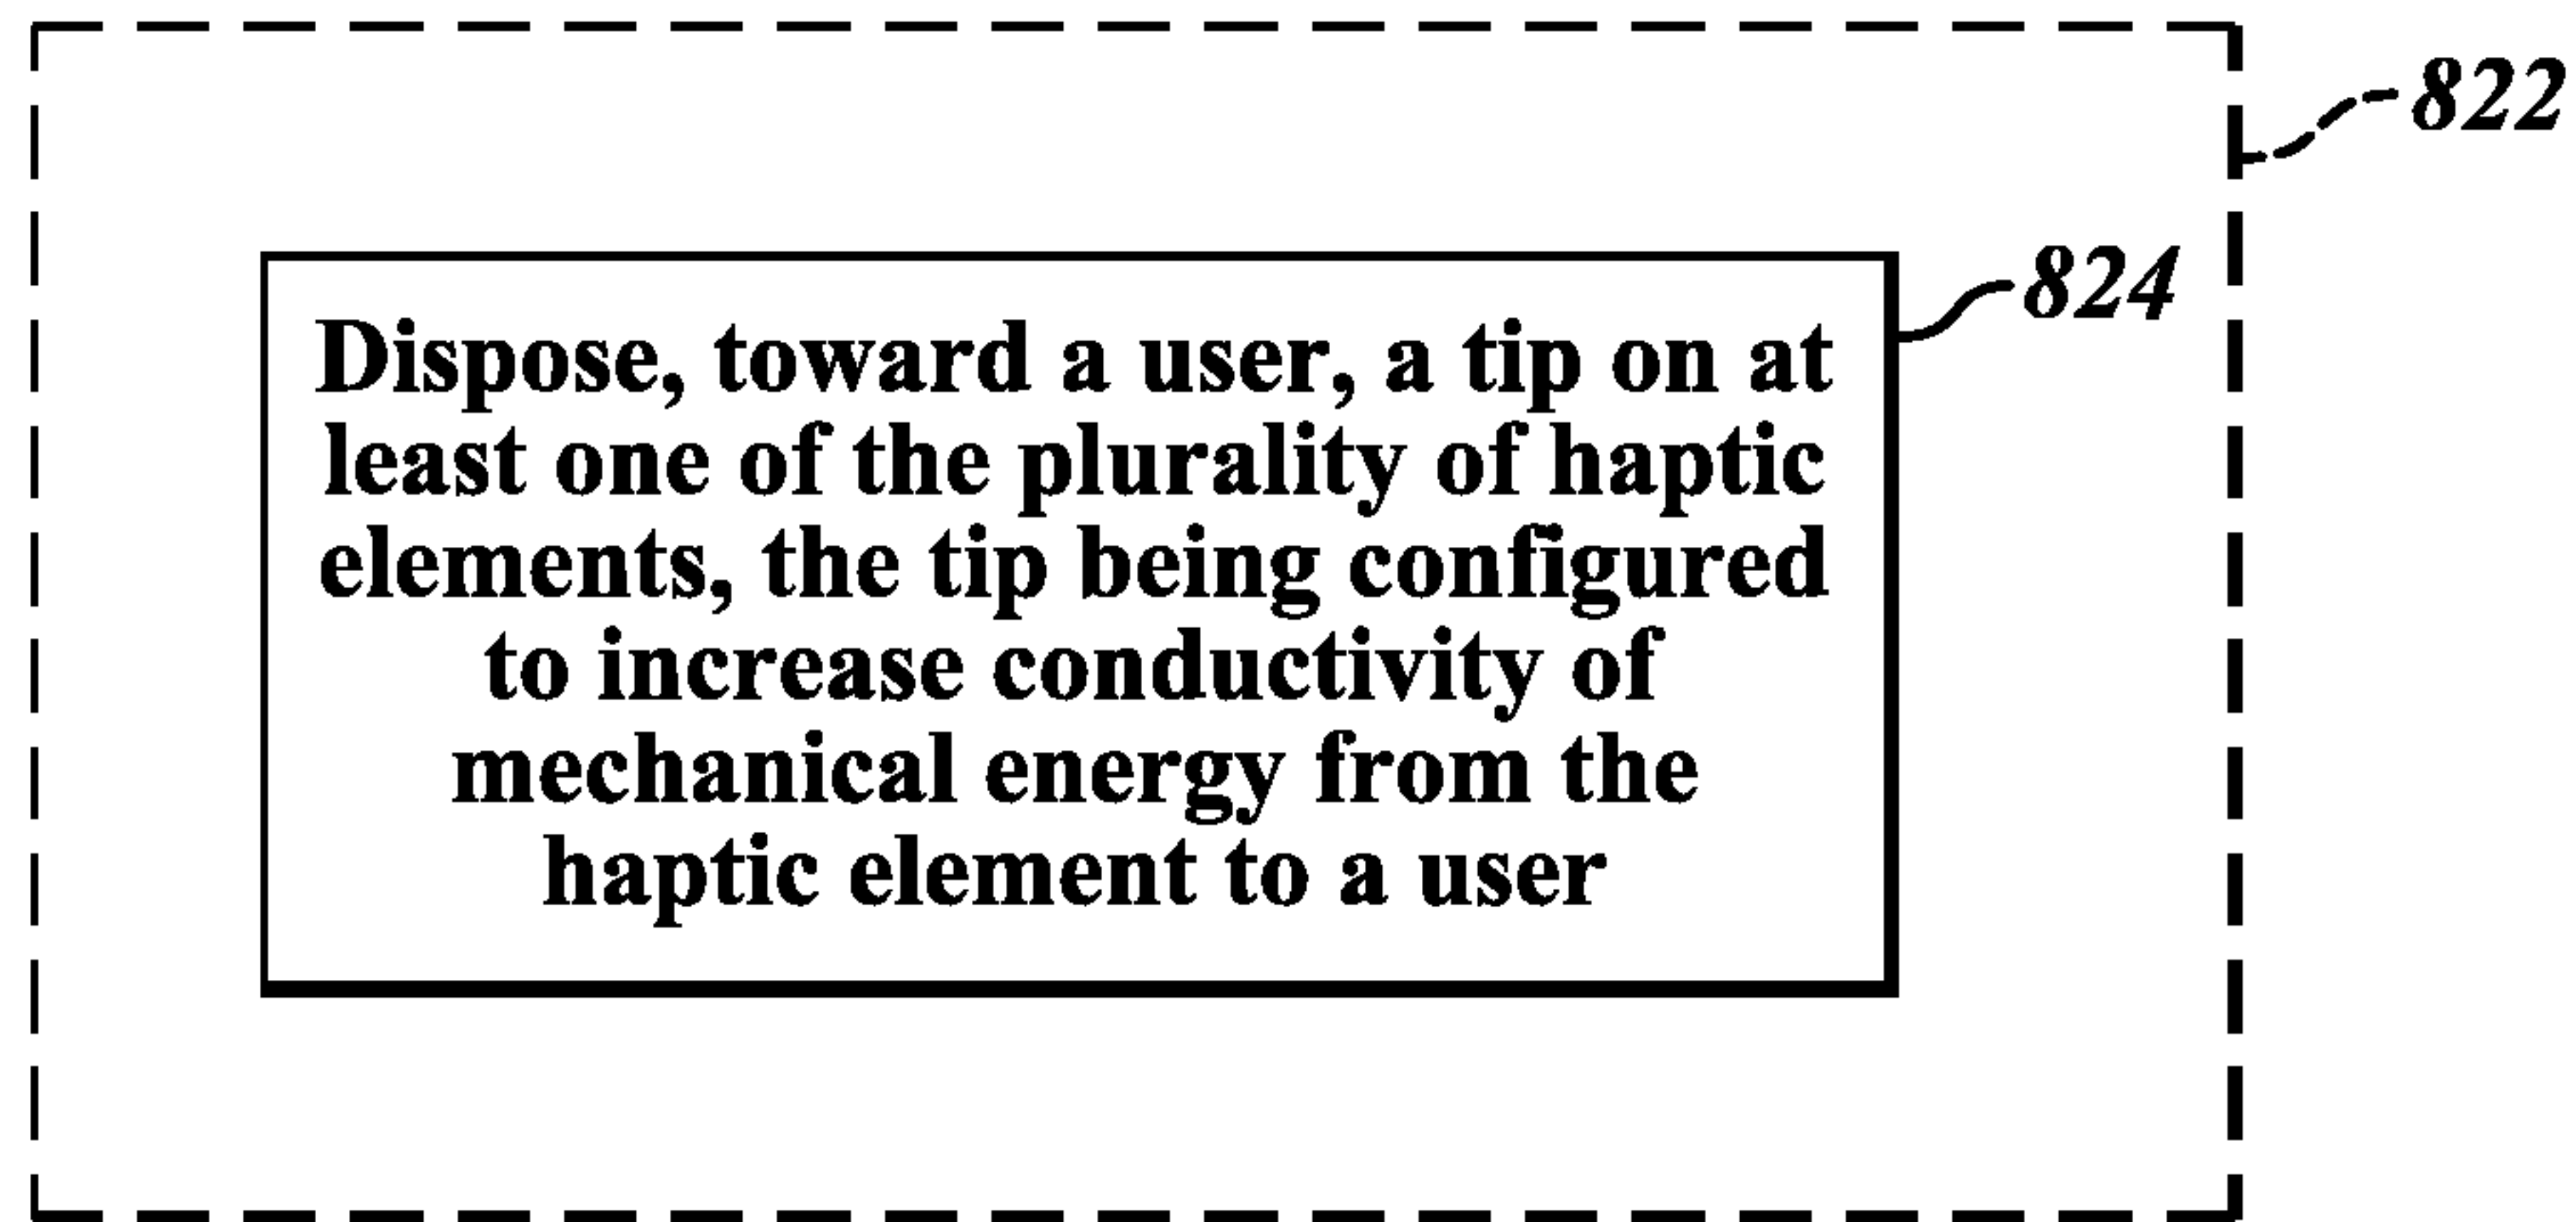 822
824
Dispose, toward a user, a tip on at
least one of the plurality of haptic
elements, the tip being configured
to increase conductivity of
mechanical energy from the
haptic element to a user